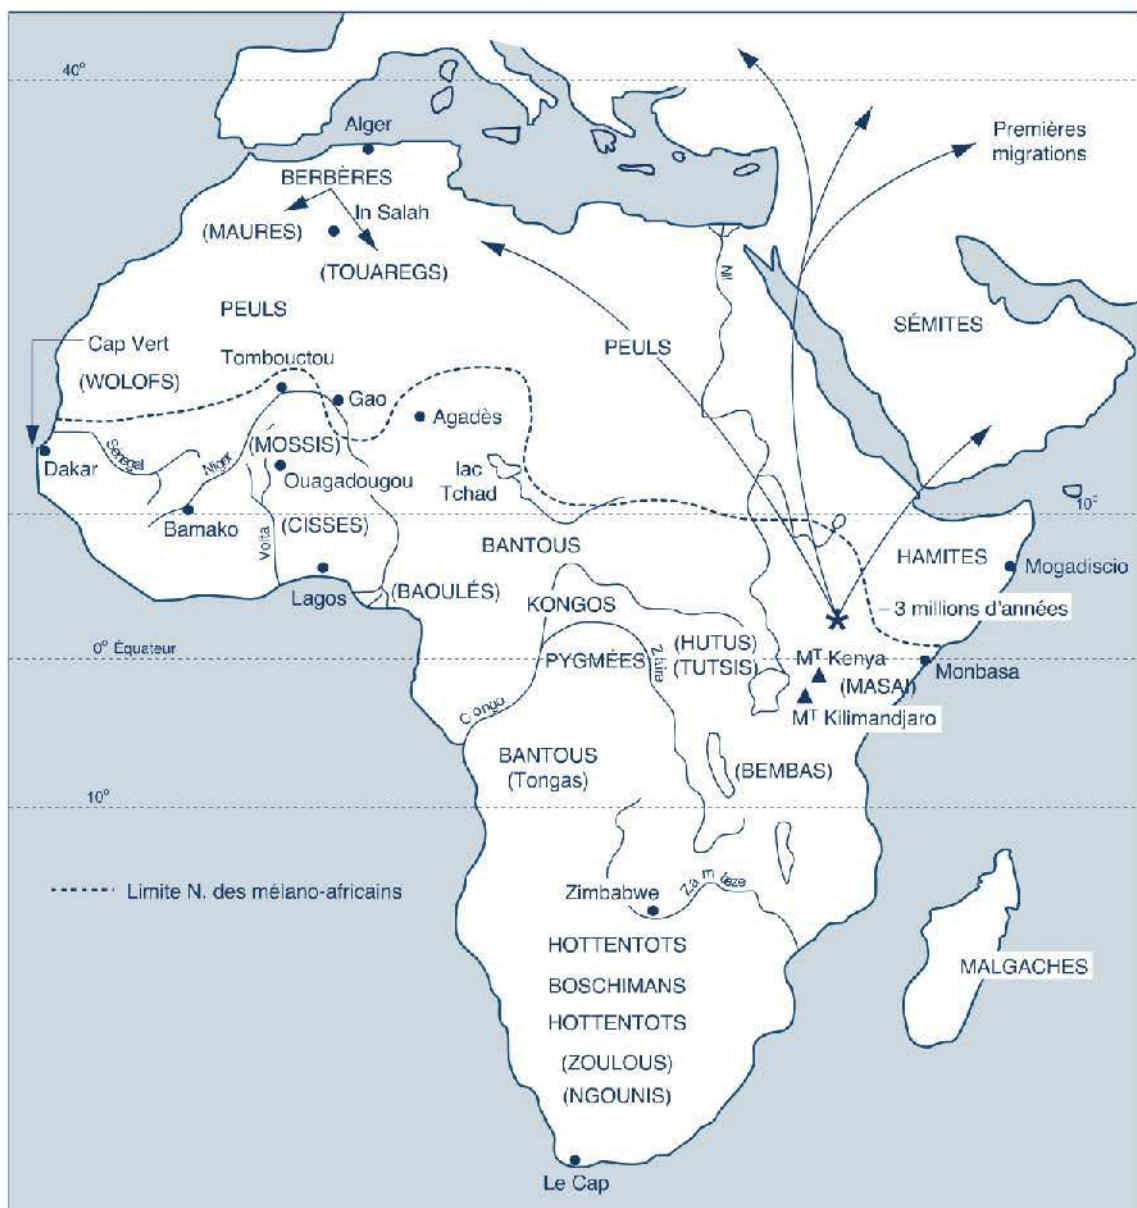 40°
Alger
Premières
migrations
BERBÈRES
In Salah
(MAURES)
(TOUAREGS)
Nil
PEULS
SÉMITES
Cap Vert
PEULS
Tombouctou
(WOLOFS)
Gao
Agadès
(MOSSIS)
Sénégal
Niger
Dakar
Ouagadougou
lac
Tchad
10°
Bamako
(CISSES)
Volta
BANTOUS
HAMITES
Mogadiscio
Lagos
(BAOULÉS)
KONGOS
– 3 millions d'années
0° Équateur
(HUTUS)
PYGMÉES
Zaïre
(TUTSIS)
MT Kenya
Monbasa
(MASAI)
Congo
MT Kilimandjaro
BANTOUS
(Tongas)
(BEMBAS)
10°
Limite N. des mélano-africains
Zimbabwe
Zambèze
HOTTENTOTS
MALGACHES
BOSCHIMANS
HOTTENTOTS
(ZOULOUS)
(NGOUNIS)
Le Cap